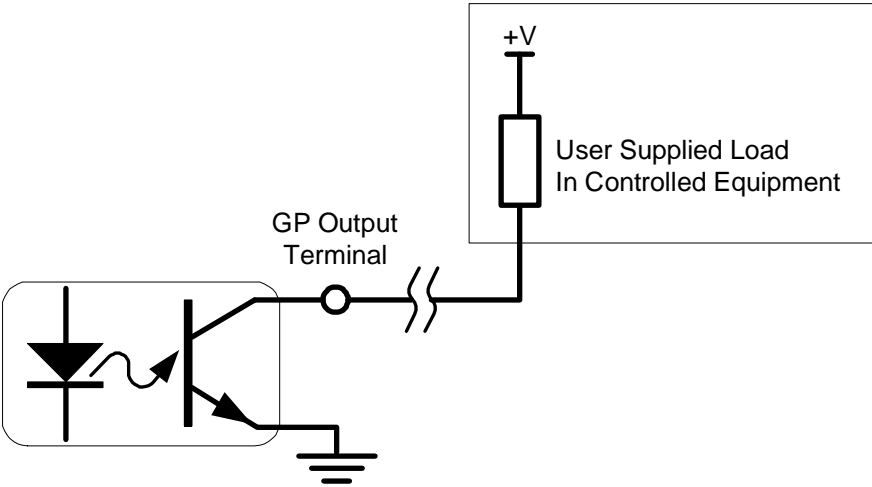 +V
User Supplied Load
In Controlled Equipment
GP Output
Terminal